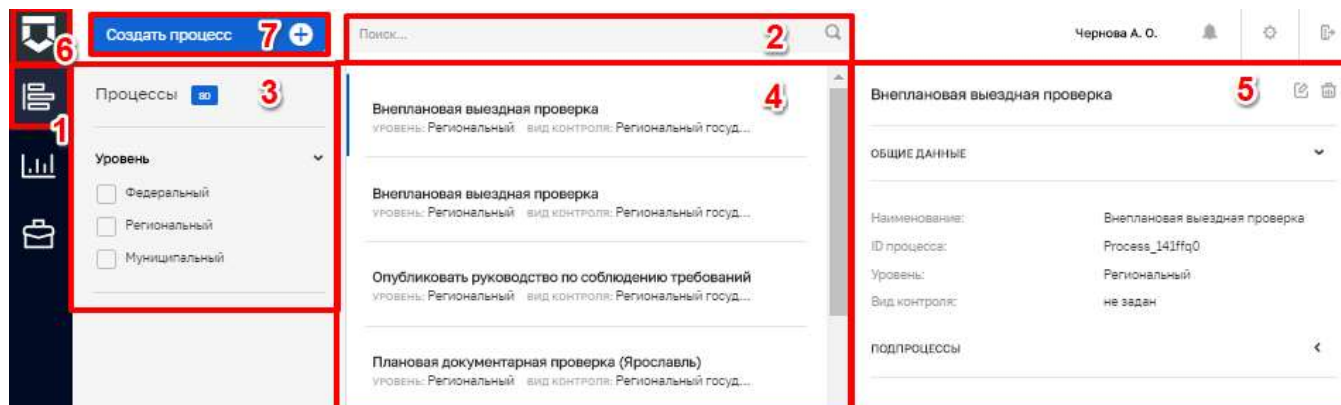 6
Создать процесс 7
Поиск... 2
Чернова А. О.
1
Процессы 80 3
Уровень
Федеральный
Региональный
Муниципальный
4
Внеплановая выездная проверка
уровень: Региональный вид контроля: Региональный госуд...
Внеплановая выездная проверка
уровень: Региональный вид контроля: Региональный госуд...
Опубликовать руководство по соблюдению требований
уровень: Региональный вид контроля: Региональный госуд...
Плановая документарная проверка (Ярославль)
уровень: Региональный вид контроля: Региональный госуд...
Внеплановая выездная проверка 5
ОБЩИЕ ДАННЫЕ
Наименование: Внеплановая выездная проверка
ID процесса: Process_141ffq0
Уровень: Региональный
Вид контроля: не задан
ПОДПРОЦЕССЫ